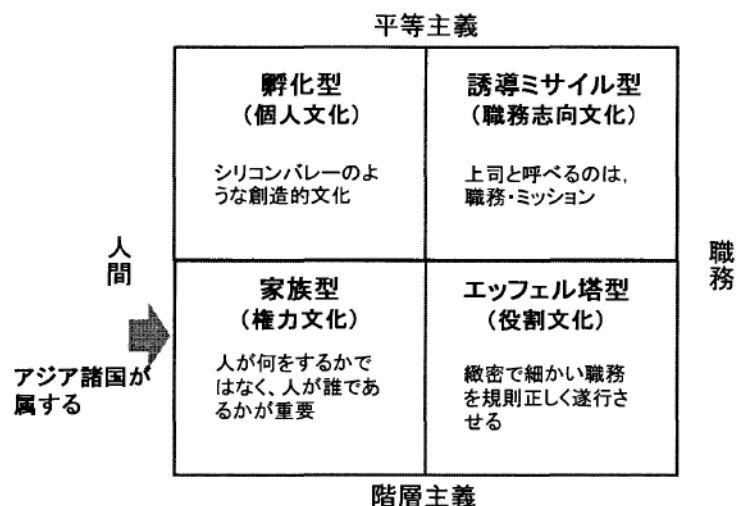 平等主義
孵化型
(個人文化)
シリコンバレーのよ
うな創造的文化
誘導ミサイル型
(職務志向文化)
上司と呼べるのは,
職務・ミッション
人間
職務
家族型
(権力文化)
人が何をするかで
はなく、人が誰であ
るかが重要
エッフェル塔型
(役割文化)
緻密で細かい職務
を規則正しく遂行さ
せる
アジア諸国が
属する
階層主義